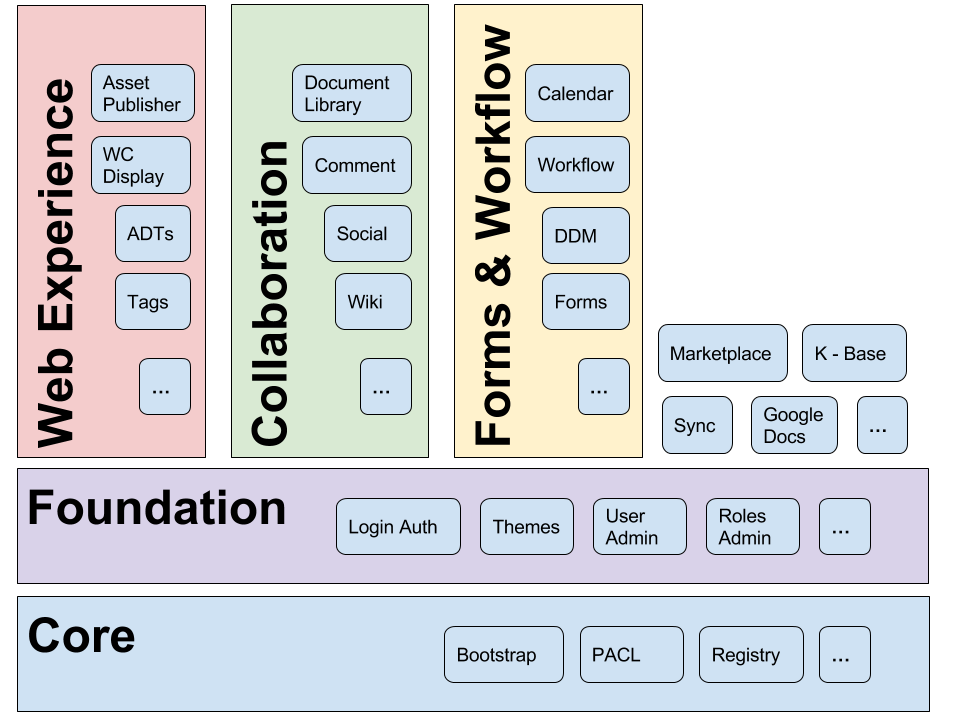 Web Experience
Asset
Publisher
WC
Display
ADTs
Tags
...
Collaboration
Document
Library
Comment
Social
Wiki
...
Forms & Workflow
Calendar
Workflow
DDM
Forms
...
Marketplace
K - Base
Sync
Google
Docs
...
Foundation
Login Auth
Themes
User
Admin
Roles
Admin
...
Core
Bootstrap
PACL
Registry
...